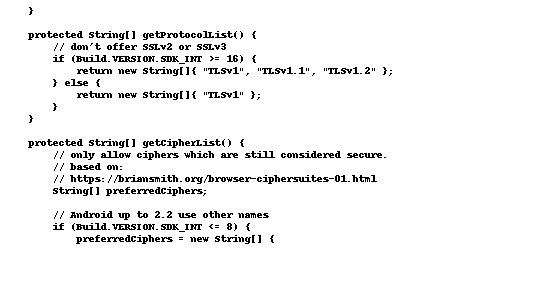 }
protected String[] getProtocolList() {
// don't offer SSLv2 or SSLv3
if (Build.VERSION.SDK_INT >= 16) {
return new String[]{ "TLSv1", "TLSv1.1", "TLSv1.2" };
} else {
return new String[]{ "TLSv1" };
}
}
protected String[] getCipherList() {
// only allow ciphers which are still considered secure.
// based on:
// https://briansmith.org/browser-ciphersuites-01.html
String[] preferredCiphers;
// Android up to 2.2 use other names
if (Build.VERSION.SDK_INT <= 8) {
preferredCiphers = new String[] {